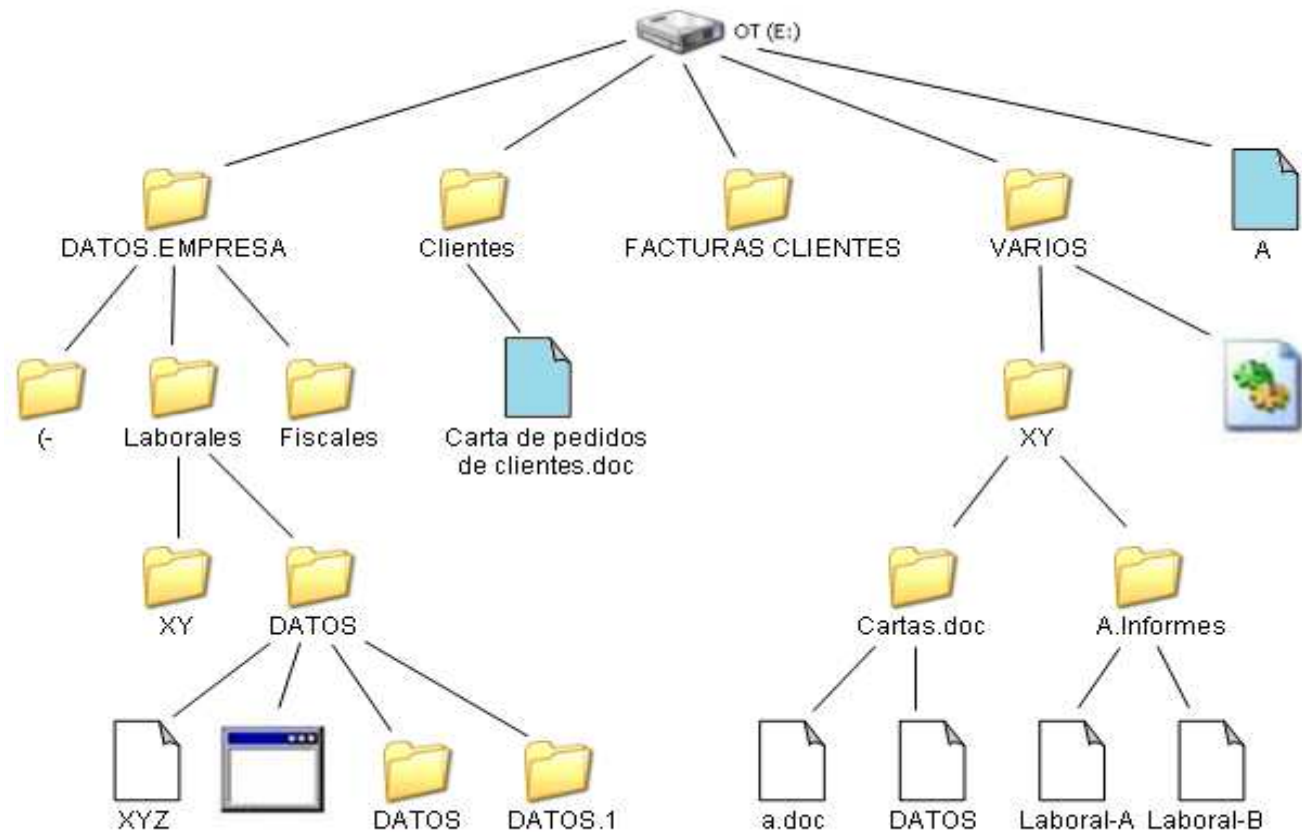 OT (E:)
DATOS.EMPRESA
Clientes
FACTURAS CLIENTES
VARIOS
A
(-
Laborales
Fiscales
Carta de pedidos
de clientes.doc
XY
XY
DATOS
Cartas.doc
A.Informes
XYZ
DATOS
DATOS.1
a.doc
DATOS
Laboral-A
Laboral-B